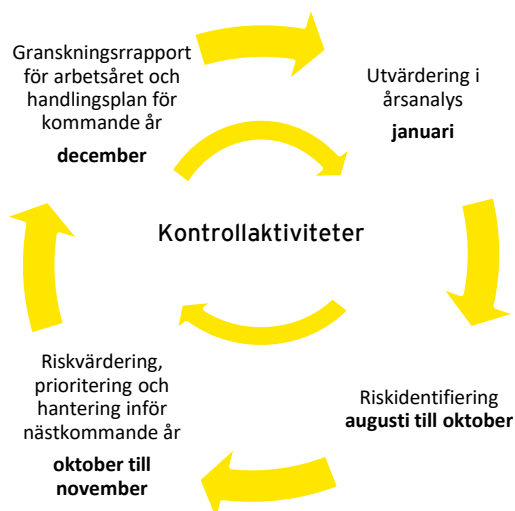 Granskningsrrapport
för arbetsåret och
handlingsplan för
kommande år
december
Utvärdering i
årsanalys
januari
Kontrollaktiviteter
Riskidentifiering
augusti till oktober
Riskvärdering,
prioritering och
hantering inför
nästkommande år
oktober till
november